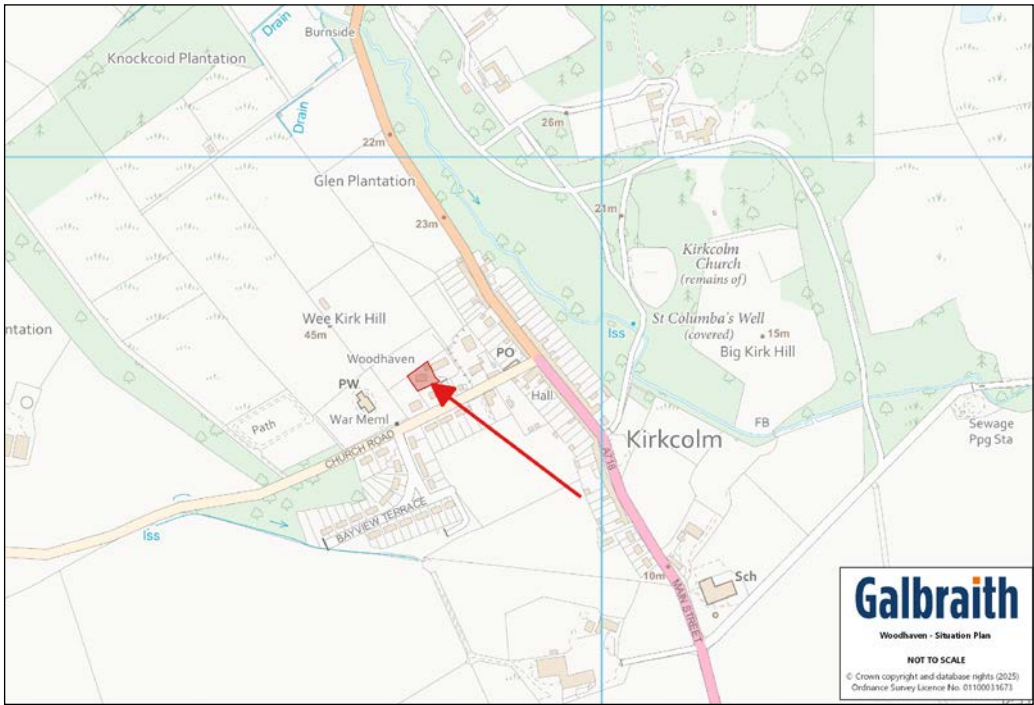 Drain
Burnside
Knockcoid Plantation
Drain
26m
22m
Glen Plantation
21m
23m
Kirkcolm
Church
(remains of)
Wee Kirk Hill
45m
St Columba's Well
(covered)
Iss
15m
Big Kirk Hill
ntation
Woodhaven
PO
PW
Hall
War Meml
Path
CHURCH ROAD
Kirkcolm
FB
Sewage
Ppg Sta
A718
BAYVIEW TERRACE
Iss
10m
Sch
MAIN STREET
Galbraith
Woodhaven - Situation Plan
NOT TO SCALE
© Crown copyright and database rights (2025)
Ordnance Survey Licence No. 01100031673